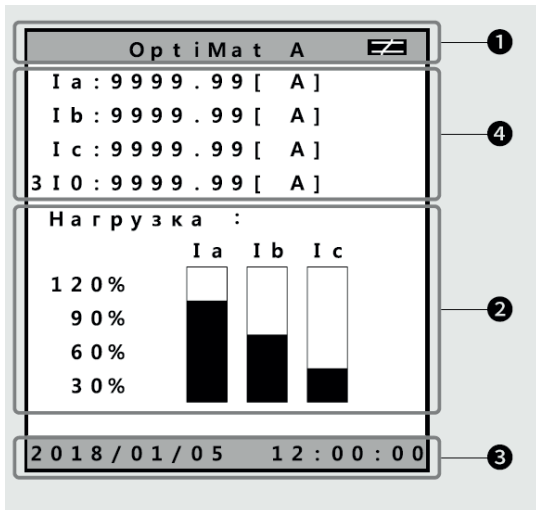 OptiMat A
Ia:9999.99[ A]
Ib:9999.99[ A]
Ic:9999.99[ A]
3I0:9999.99[ A]
Нагрузка :
Ia Ib Ic
120%
90%
60%
30%
2018/01/05 12:00:00
1
4
2
3